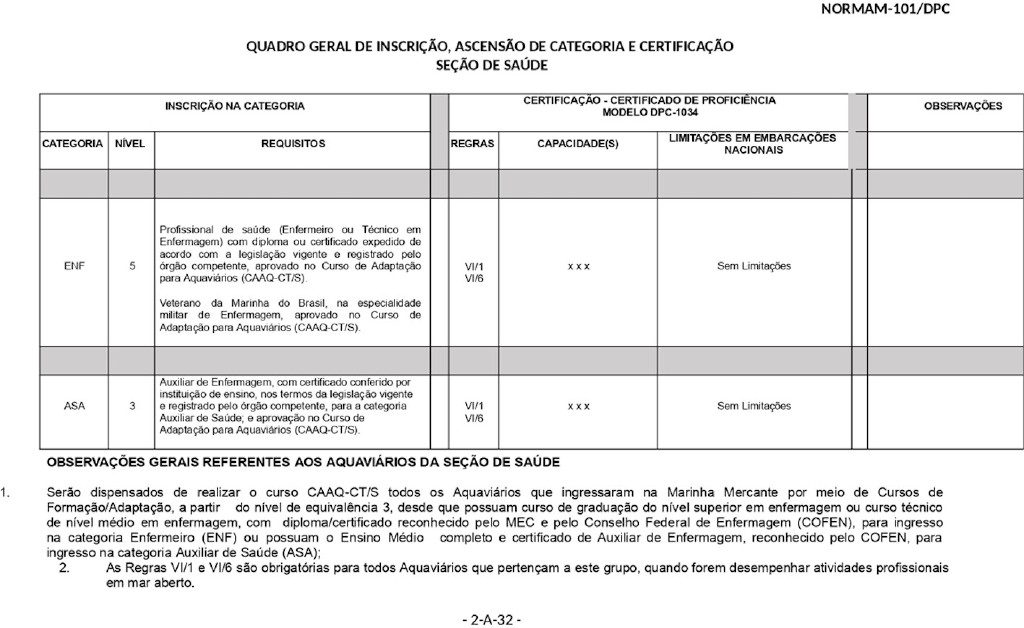 NORMAM-101/DPC
QUADRO GERAL DE INSCRIÇÃO, ASCENSÃO DE CATEGORIA E CERTIFICAÇÃO
SEÇÃO DE SAÚDE
INSCRIÇÃO NA CATEGORIA
CERTIFICAÇÃO - CERTIFICADO DE PROFICIÊNCIA
MODELO DPC-1034
OBSERVAÇÕES
CATEGORIA NÍVEL REQUISITOS REGRAS CAPACIDADE(S) LIMITAÇÕES EM EMBARCAÇÕES
NACIONAIS
ENF 5
Profissional de saúde (Enfermeiro ou Técnico em
Enfermagem) com diploma ou certificado expedido de
acordo com a legislação vigente e registrado pelo
órgão competente, aprovado no Curso de Adaptação
para Aquaviários (CAAQ-CT/S).
Veterano da Marinha do Brasil, na especialidade
militar de Enfermagem, aprovado no Curso de
Adaptação para Aquaviários (CAAQ-CT/S).
VI/1
VI/6
x x x
Sem Limitações
ASA 3
Auxiliar de Enfermagem, com certificado conferido por
instituição de ensino, nos termos da legislação vigente
e registrado pelo órgão competente, para a categoria
Auxiliar de Saúde; e aprovação no Curso de
Adaptação para Aquaviários (CAAQ-CT/S).
VI/1
VI/6
x x x
Sem Limitações
OBSERVAÇÕES GERAIS REFERENTES AOS AQUAVIÁRIOS DA SEÇÃO DE SAÚDE
1. Serão dispensados de realizar o curso CAAQ-CT/S todos os Aquaviários que ingressaram na Marinha Mercante por meio de Cursos de
Formação/Adaptação, a partir do nível de equivalência 3, desde que possuam curso de graduação do nível superior em enfermagem ou curso técnico
de nível médio em enfermagem, com diploma/certificado reconhecido pelo MEC e pelo Conselho Federal de Enfermagem (COFEN), para ingresso
na categoria Enfermeiro (ENF) ou possuam o Ensino Médio completo e certificado de Auxiliar de Enfermagem, reconhecido pelo COFEN, para
ingresso na categoria Auxiliar de Saúde (ASA);
2. As Regras VI/1 e VI/6 são obrigatórias para todos Aquaviários que pertençam a este grupo, quando forem desempenhar atividades profissionais
em mar aberto.
- 2-A-32 -